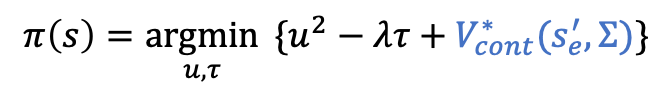 π(s) = argmin {u² − λτ + V*cont(s′e, Σ)}
u,τ